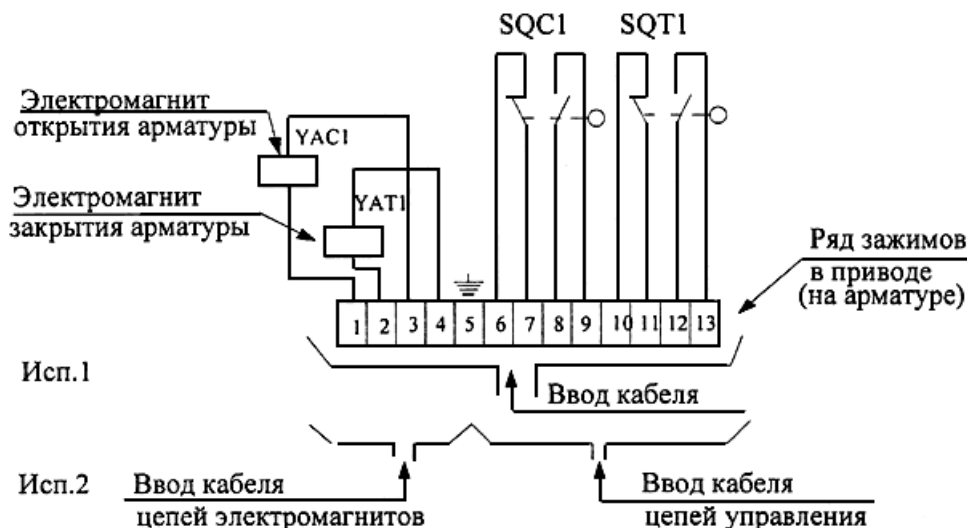 SQC1
SQT1
Электромагнит
открытия арматуры
YAC1
Электромагнит
закрытия арматуры
YAT1
Ряд зажимов
в приводе
(на арматуре)
1 2 3 4 5 6 7 8 9 10 11 12 13
Исп.1
Ввод кабеля
Исп.2
Ввод кабеля
цепей электромагнитов
Ввод кабеля
цепей управления